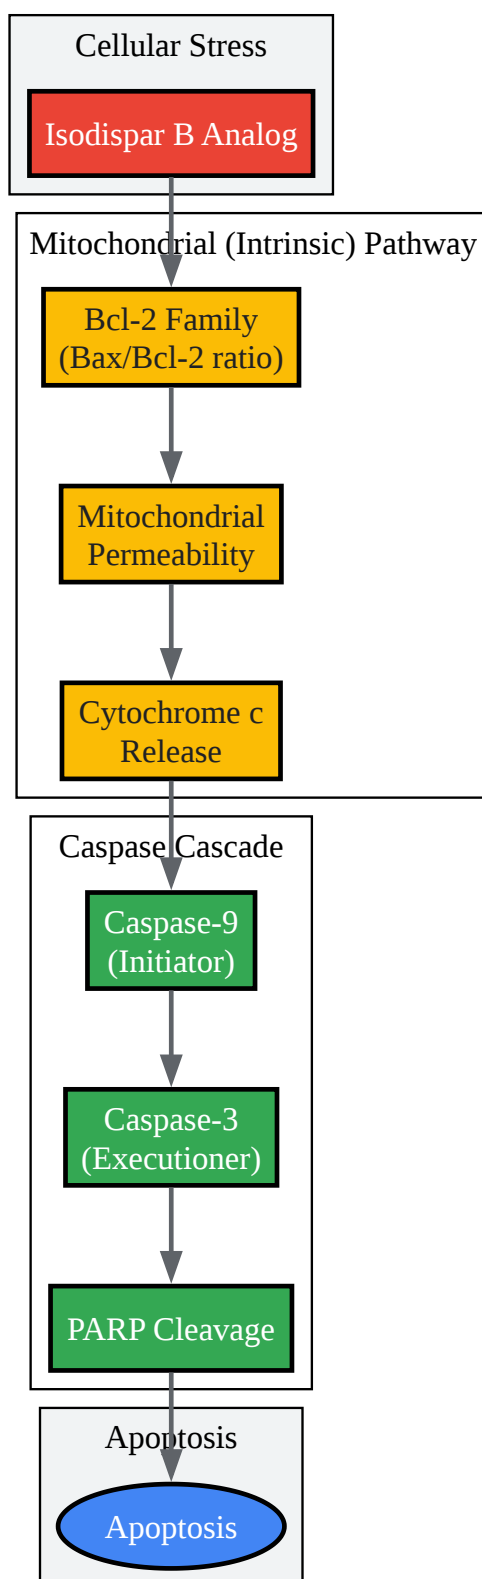 Cellular Stress
Isodispar B Analog
Mitochondrial (Intrinsic) Pathway
Bcl-2 Family
(Bax/Bcl-2 ratio)
Mitochondrial
Permeability
Cytochrome c
Release
Caspase Cascade
Caspase-9
(Initiator)
Caspase-3
(Executioner)
PARP Cleavage
Apoptosis
Apoptosis